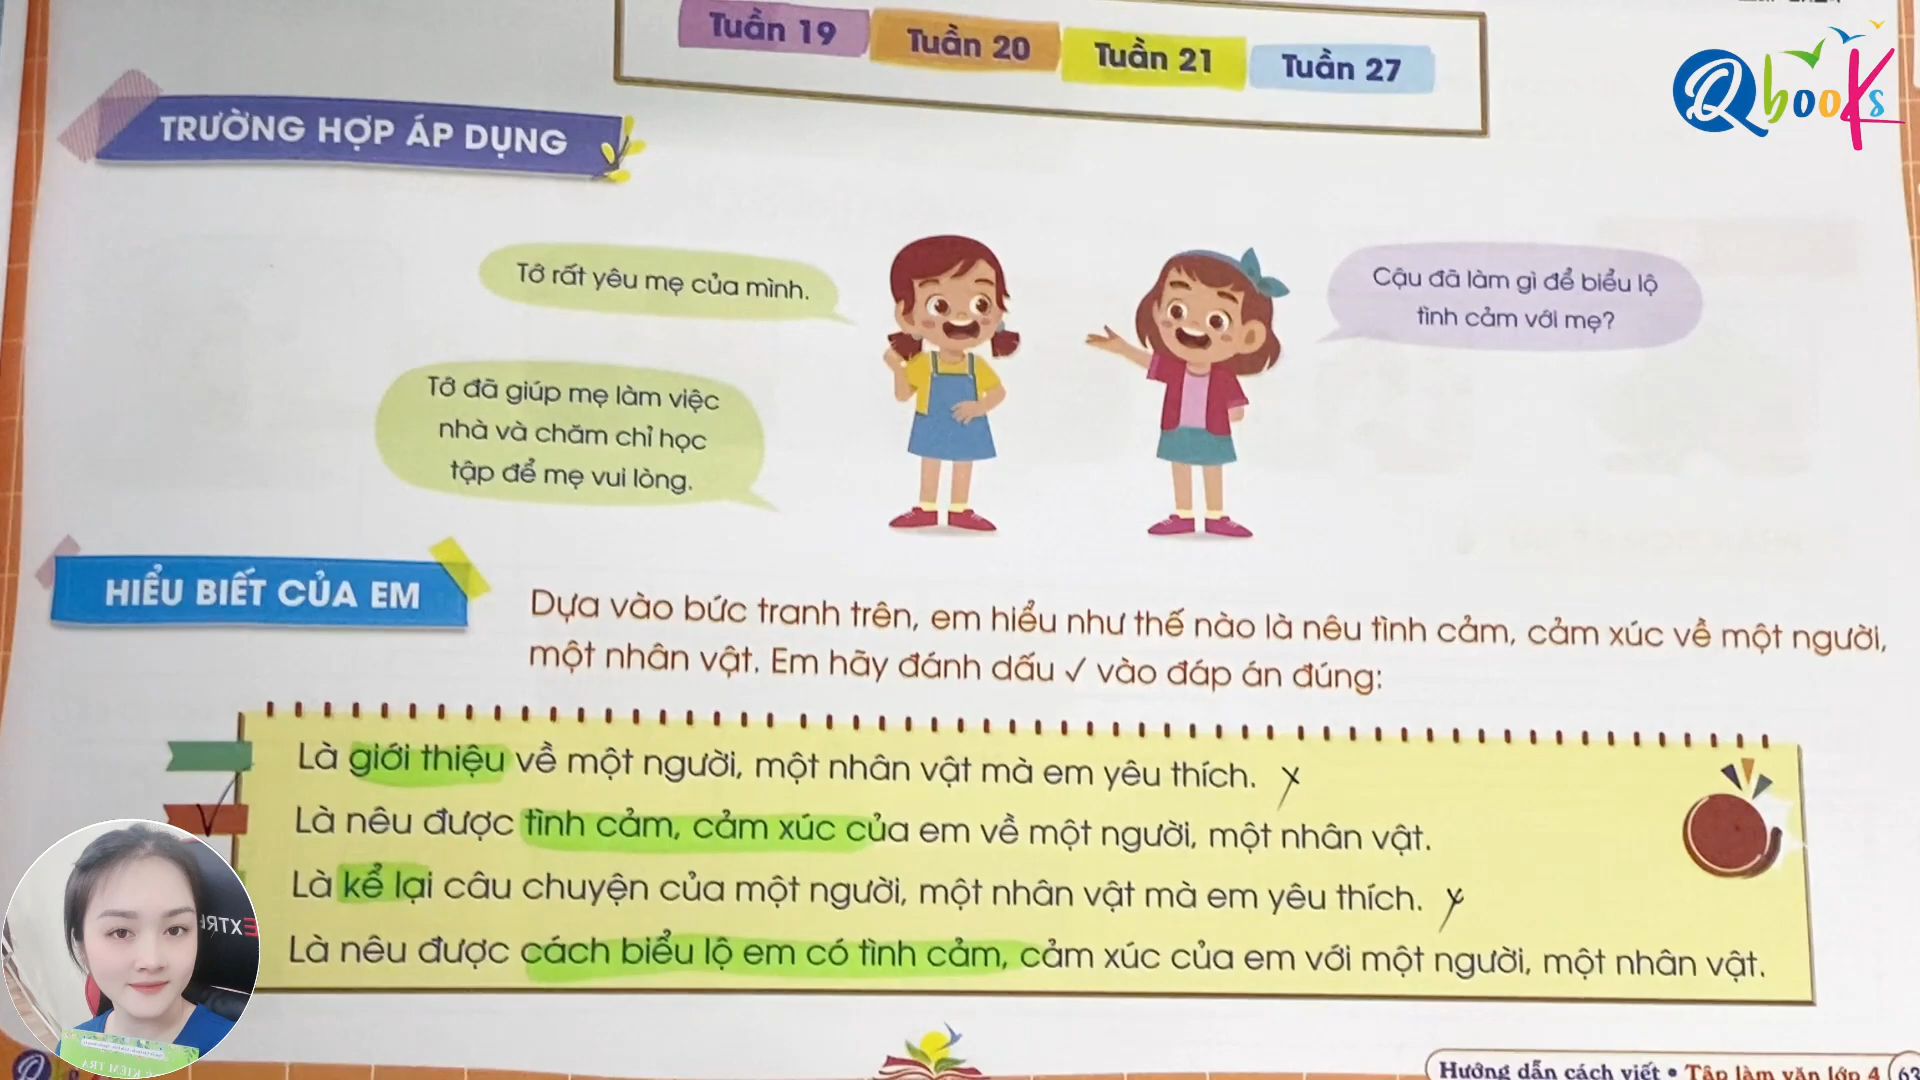 Tuần 19
Tuần 20
Tuần 21
Tuần 27
Qbooks
TRƯỜNG HỢP ÁP DỤNG
Tớ rất yêu mẹ của mình.
Cậu đã làm gì để biểu lộ
tình cảm với mẹ?
Tớ đã giúp mẹ làm việc
nhà và chăm chỉ học
tập để mẹ vui lòng.
HIỂU BIẾT CỦA EM
Dựa vào bức tranh trên, em hiểu như thế nào là nêu tình cảm, cảm xúc về một người,
một nhân vật. Em hãy đánh dấu ✓ vào đáp án đúng:
Là giới thiệu về một người, một nhân vật mà em yêu thích.
Là nêu được tình cảm, cảm xúc của em về một người, một nhân vật.
Là kể lại câu chuyện của một người, một nhân vật mà em yêu thích.
Là nêu được cách biểu lộ em có tình cảm, cảm xúc của em với một người, một nhân vật.
Hướng dẫn cách viết • Tập làm văn lớp 4
63